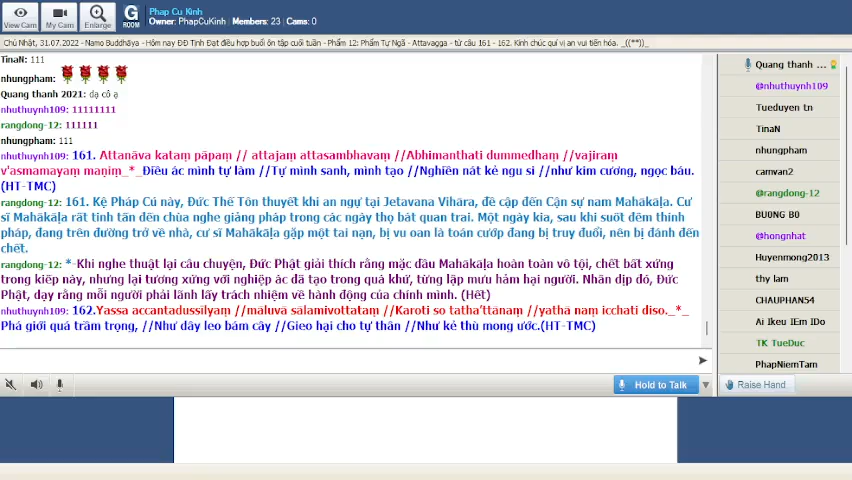 View Cam
My Cam
Enlarge
G
ROOM
Phap Cu Kinh
Owner: PhapCuKinh | Members: 23 | Cams: 0
Chủ Nhật, 31.07.2022 - Namo Buddhāya - Hôm nay ĐĐ Tịnh Đạt điều hợp buổi ôn tập cuối tuần - Phẩm 12: Phẩm Tự Ngã - Attavagga - từ câu 161 - 162. Kính chúc quí vị an vui tiến hóa. _((**))_
TinaN: 111
nhungpham:
Quang thanh 2021: dạ cô ạ
nhuthuynh109: 11111111
rangdong-12: 111111
nhungpham: 111
nhuthuynh109: 161. Attanāva kataṃ pāpaṃ // attajaṃ attasambhavaṃ //Abhimanthati dummedhaṃ //vajiraṃ
v'asmamayaṃ maṇiṃ_*_Điều ác mình tự làm //Tự mình sanh, mình tạo //Nghiền nát kẻ ngu si //như kim cương, ngọc báu.
(HT-TMC)
rangdong-12: 161. Kệ Pháp Cú này, Đức Thế Tôn thuyết khi an ngự tại Jetavana Vihāra, đề cập đến Cận sự nam Mahākāḷa. Cư
sĩ Mahākāḷa rất tinh tấn đến chùa nghe giảng pháp trong các ngày thọ bát quan trai. Một ngày kia, sau khi suốt đêm thính
pháp, đang trên đường trở về nhà, cư sĩ Mahākāḷa gặp một tai nạn, bị vu oan là toán cướp đang bị truy đuổi, nên bị đánh đến
chết.
rangdong-12: *-Khi nghe thuật lại câu chuyện, Đức Phật giải thích rằng mặc dầu Mahākāḷa hoàn toàn vô tội, chết bất xứng
trong kiếp này, nhưng lại tương xứng với nghiệp ác đã tạo trong quá khứ, từng lập mưu hãm hại người. Nhân dịp đó, Đức
Phật, dạy rằng mỗi người phải lãnh lấy trách nhiệm về hành động của chính mình. (Hết)
nhuthuynh109: 162.Yassa accantadussīlyaṃ //māluvā sālamivottataṃ //Karoti so tatha'ttānaṃ //yathā naṃ icchati diso._*_
Phá giới quá trầm trọng, //Như dây leo bám cây //Gieo hại cho tự thân //Như kẻ thù mong ước.(HT-TMC)
Hold to Talk
Raise Hand
Quang thanh ...
@nhuthuynh109
Tueduyen tn
TinaN
nhungpham
camvan2
@rangdong-12
BU0NG B0
@hongnhat
Huyenmong2013
thy lam
CHAUPHAN54
Ai Ikeu IEm IDo
TK TueDuc
PhapNiemTam